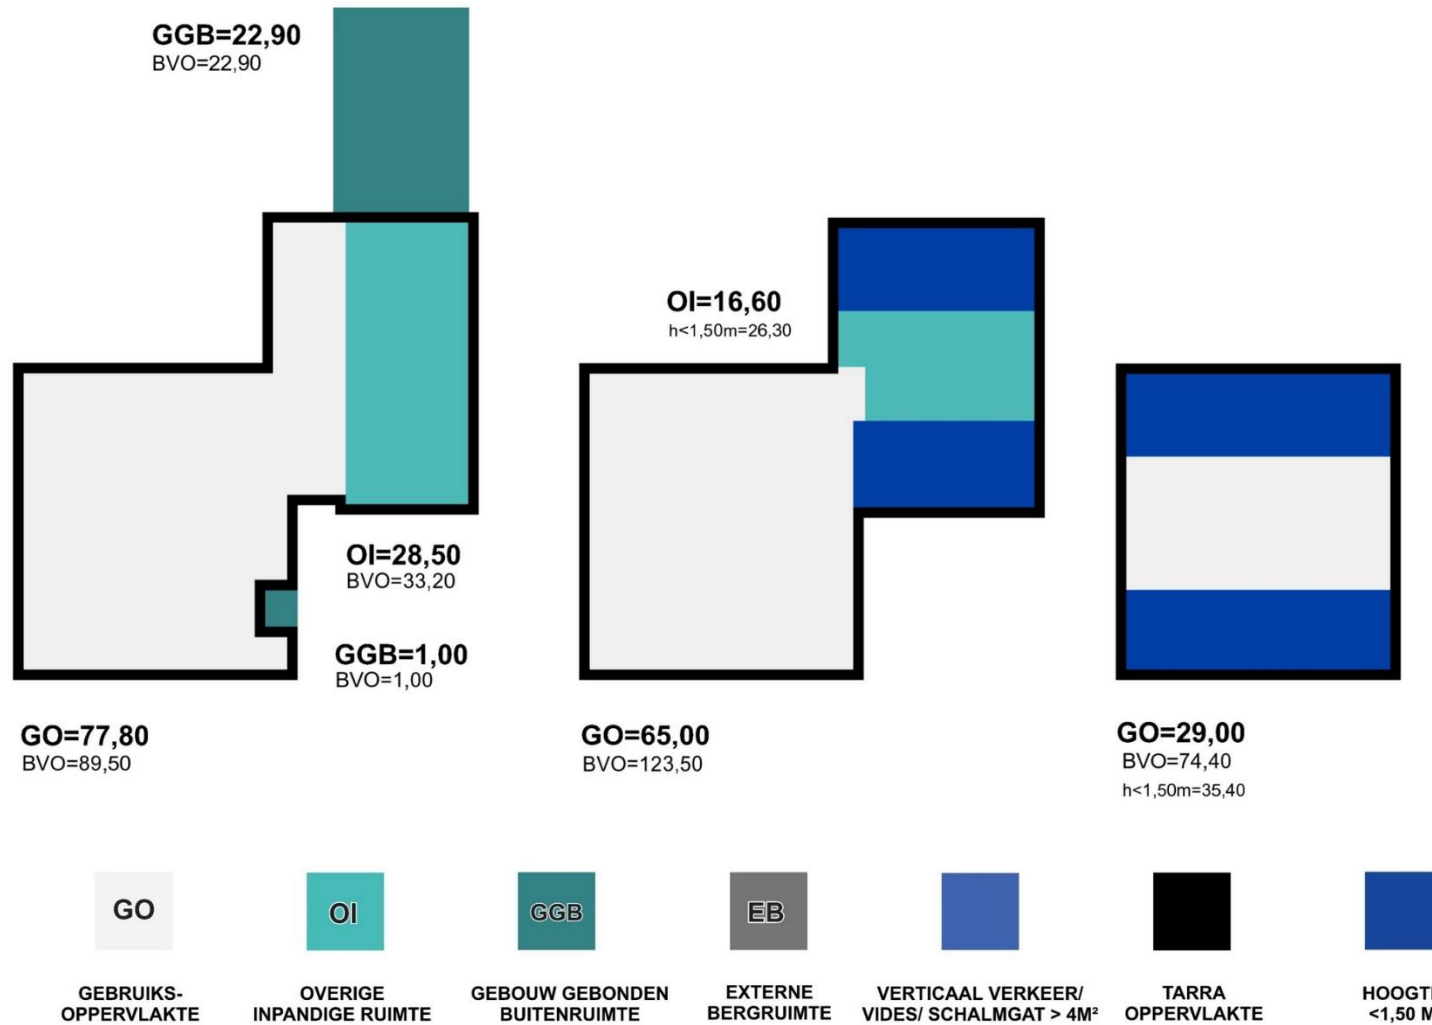 GGB=22,90
BVO=22,90
OI=16,60
h<1,50m=26,30
OI=28,50
BVO=33,20
GGB=1,00
BVO=1,00
GO=77,80
BVO=89,50
GO=65,00
BVO=123,50
GO=29,00
BVO=74,40
h<1,50m=35,40
GO
OI
GGB
EB
GEBRUIKS-
OPPERVLAKTE
OVERIGE
INPANDIGE RUIMTE
GEBOUW GEBONDEN
BUITENRUIMTE
EXTERNE
BERGRUIMTE
VERTICAAL VERKEER/
VIDES/ SCHALMGAT > 4M²
TARRA
OPPERVLAKTE
HOOGT
<1,50 M